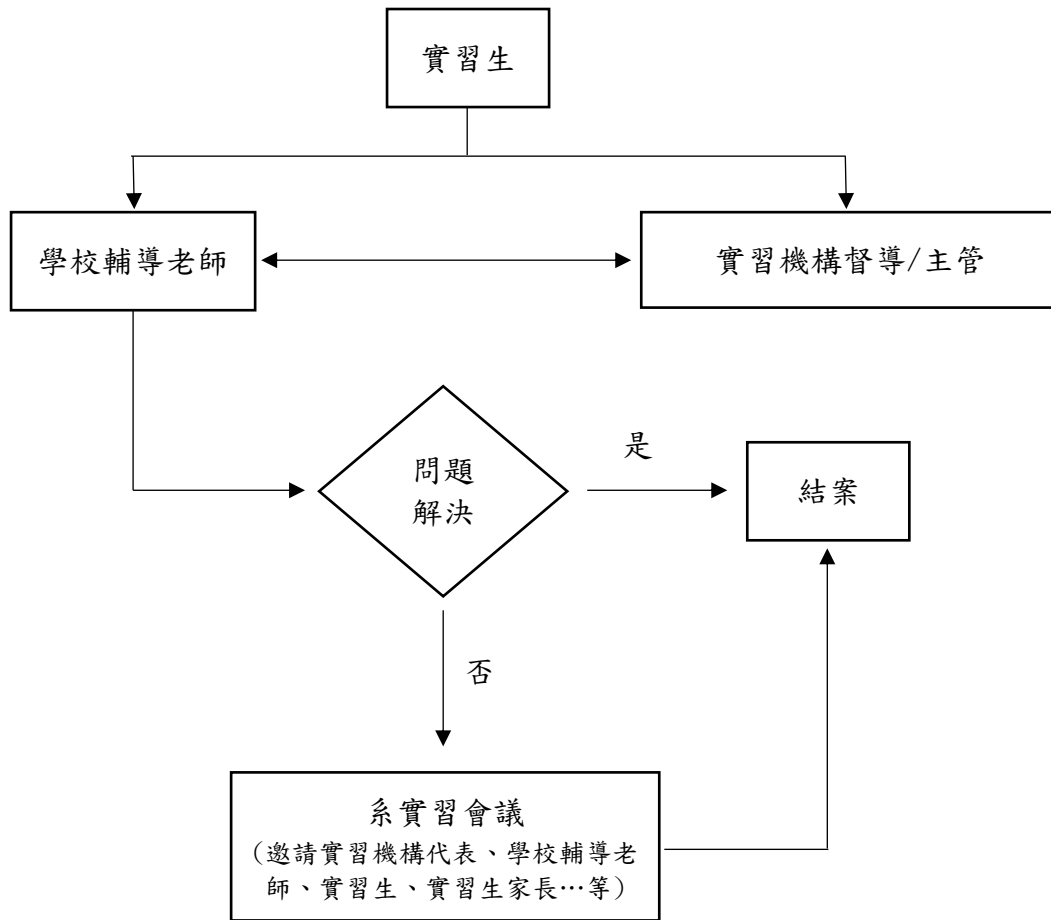 實習生
學校輔導老師
實習機構督導/主管
問題
解決
是
結案
否
系實習會議
(邀請實習機構代表、學校輔導老
師、實習生、實習生家長…等)